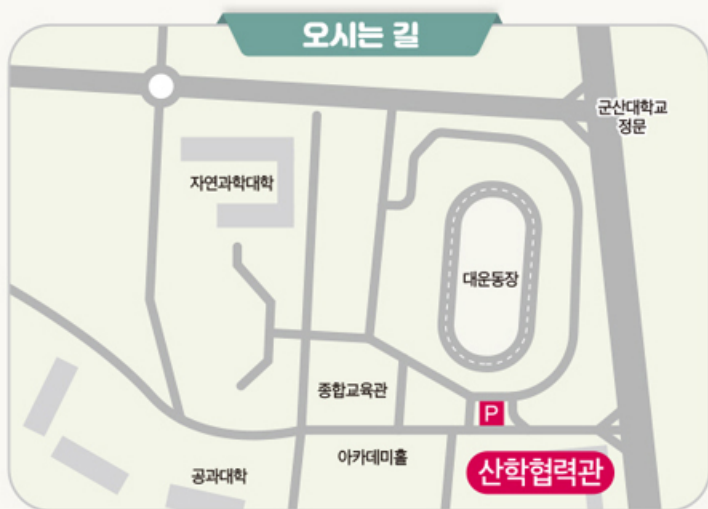 오시는 길
군산대학교
정문
자연과학대학
대운동장
종합교육관
P
아카데미홀
산학협력관
공과대학